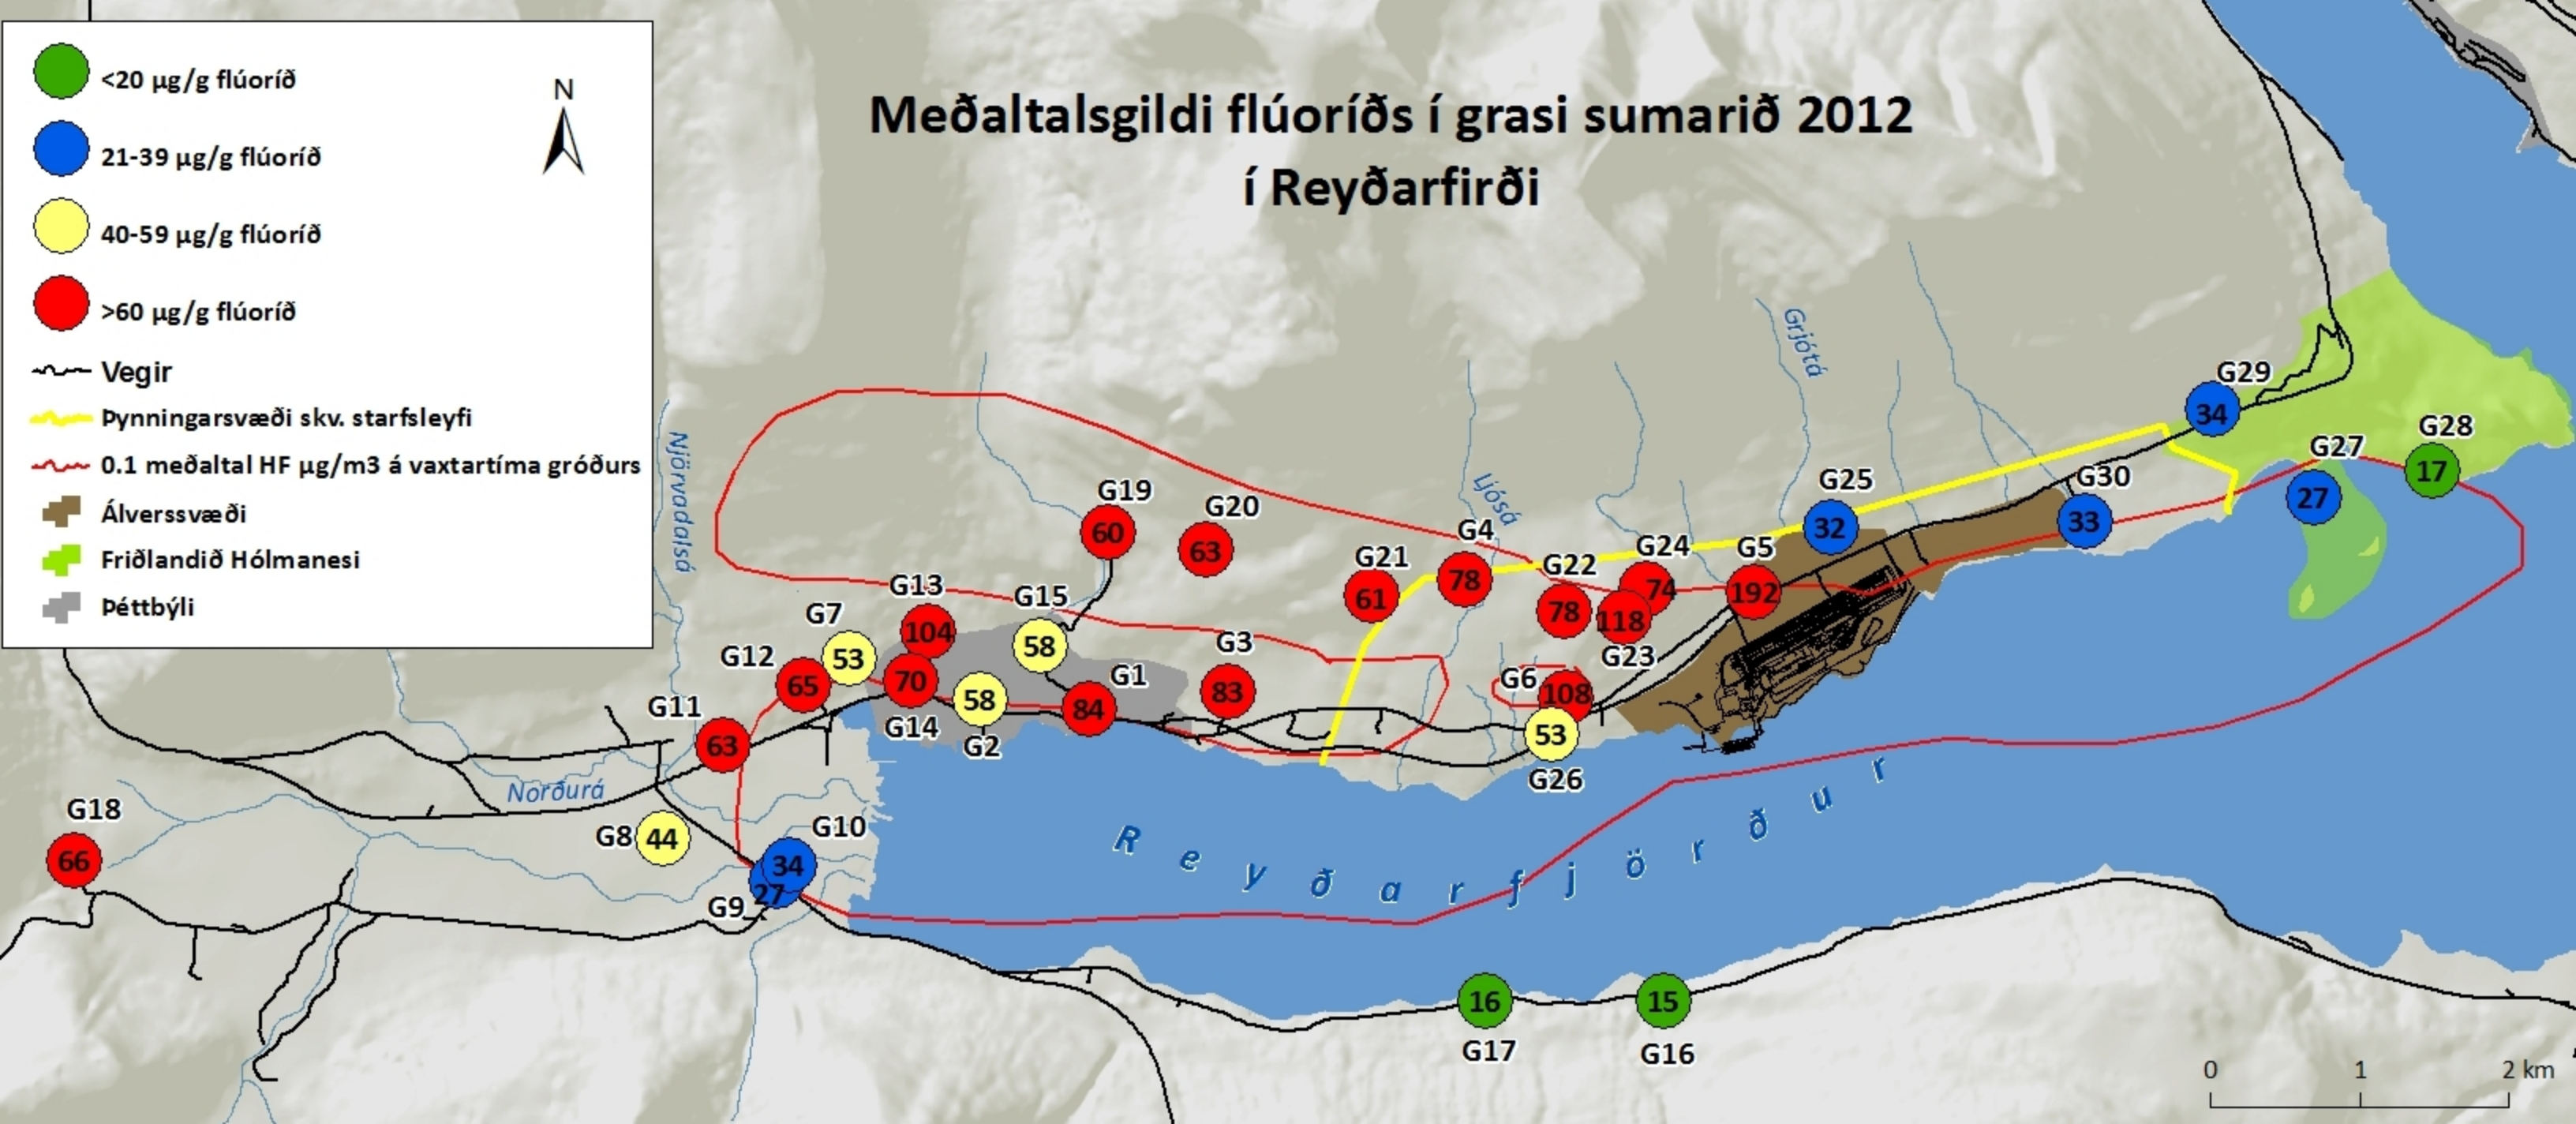 <20 µg/g flúoríð
21-39 µg/g flúoríð
40-59 µg/g flúoríð
>60 µg/g flúoríð
Vegir
Þynningarsvæði skv. starfsleyfi
0.1 meðaltal HF µg/m3 á vaxtartíma gróðurs
Álverssvæði
Friðlandið Hólmanesi
Þéttbýli
N
Meðaltalsgildi flúoríðs í grasi sumarið 2012
í Reyðarfirði
Njörvadalsá
Ljósá
Grjótá
Norðurá
Reyðarfjörður
G29
34
G28
17
G27
27
G30
33
G25
32
G5
192
G24
74
G22
78
G23
118
G4
78
G21
61
G6
108
53
G26
G20
63
G19
60
G3
83
G1
84
G15
58
58
G2
G13
104
70
G14
G7
53
G12
65
G11
63
G8
44
G10
34
27
G9
G18
66
16
G17
15
G16
0 1 2 km